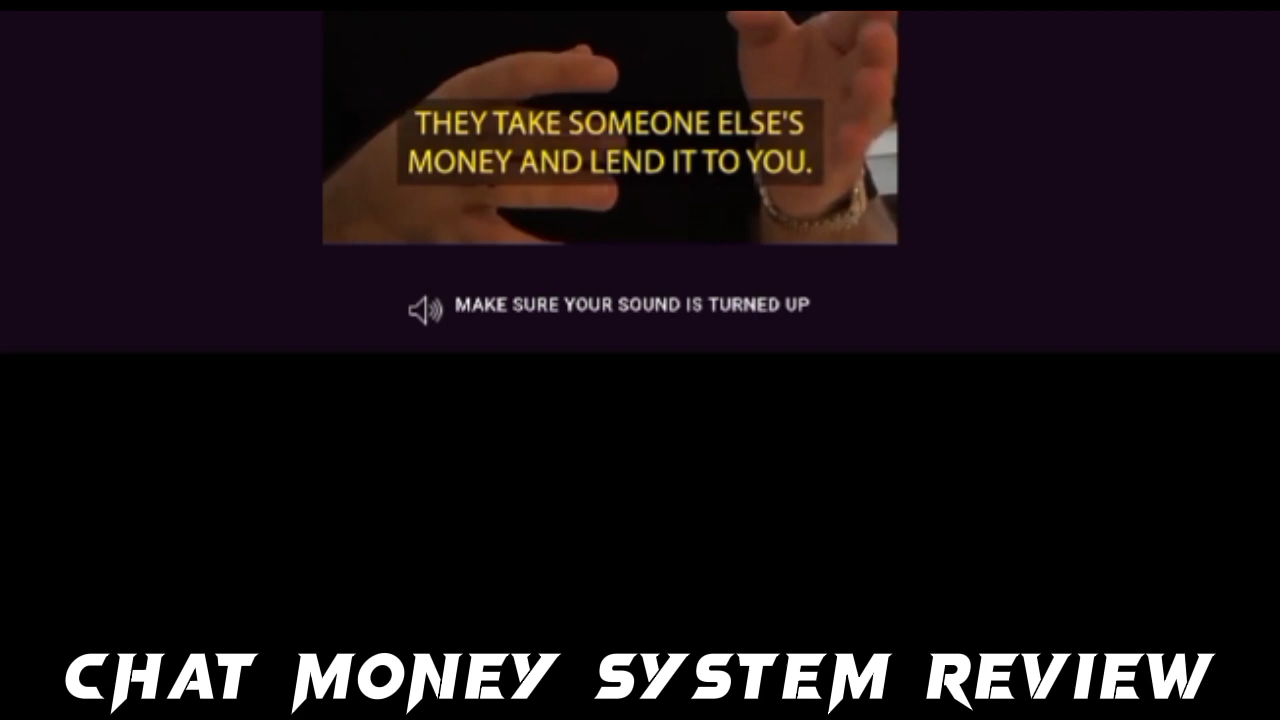 THEY TAKE SOMEONE ELSE'S
MONEY AND LEND IT TO YOU.
MAKE SURE YOUR SOUND IS TURNED UP
CHAT MONEY SYSTEM REVIEW